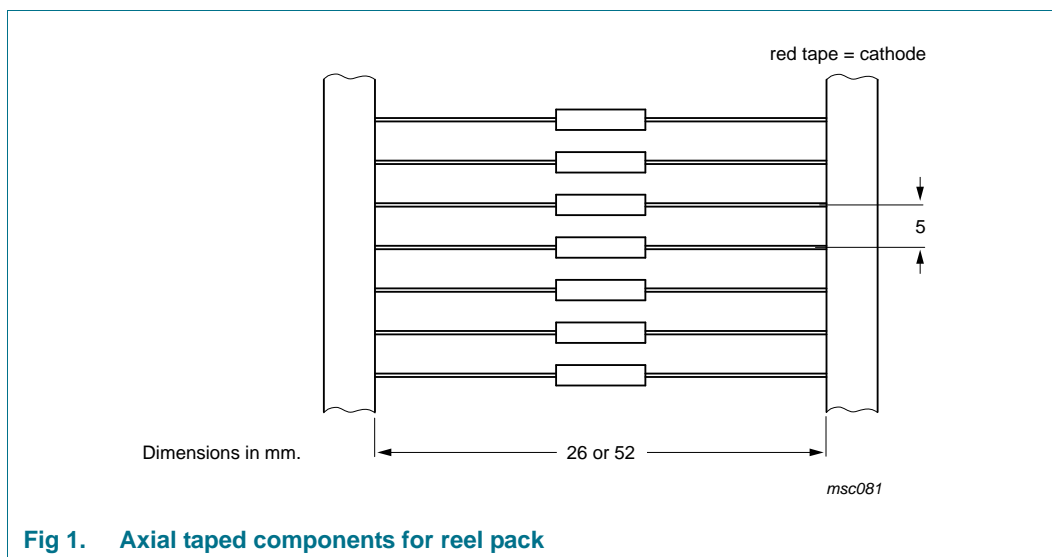 red tape = cathode
5
Dimensions in mm.
26 or 52
msc081
Fig 1. Axial taped components for reel pack